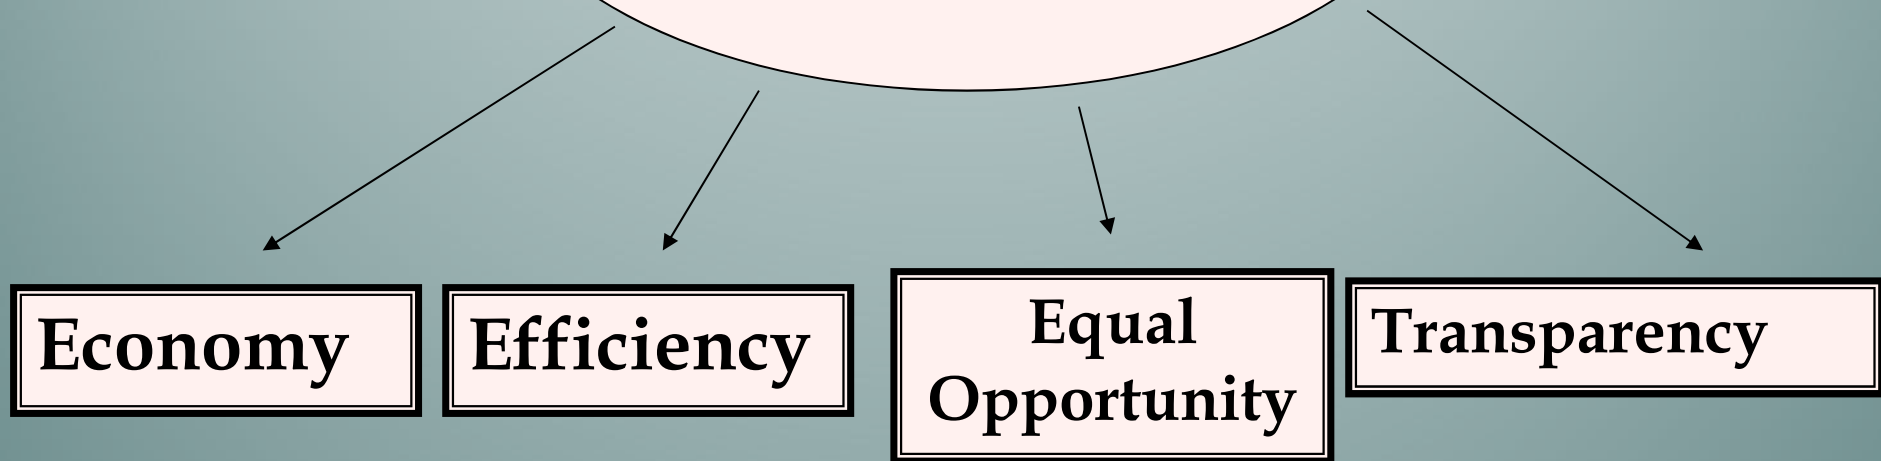 Economy
Efficiency
Equal
Opportunity
Transparency